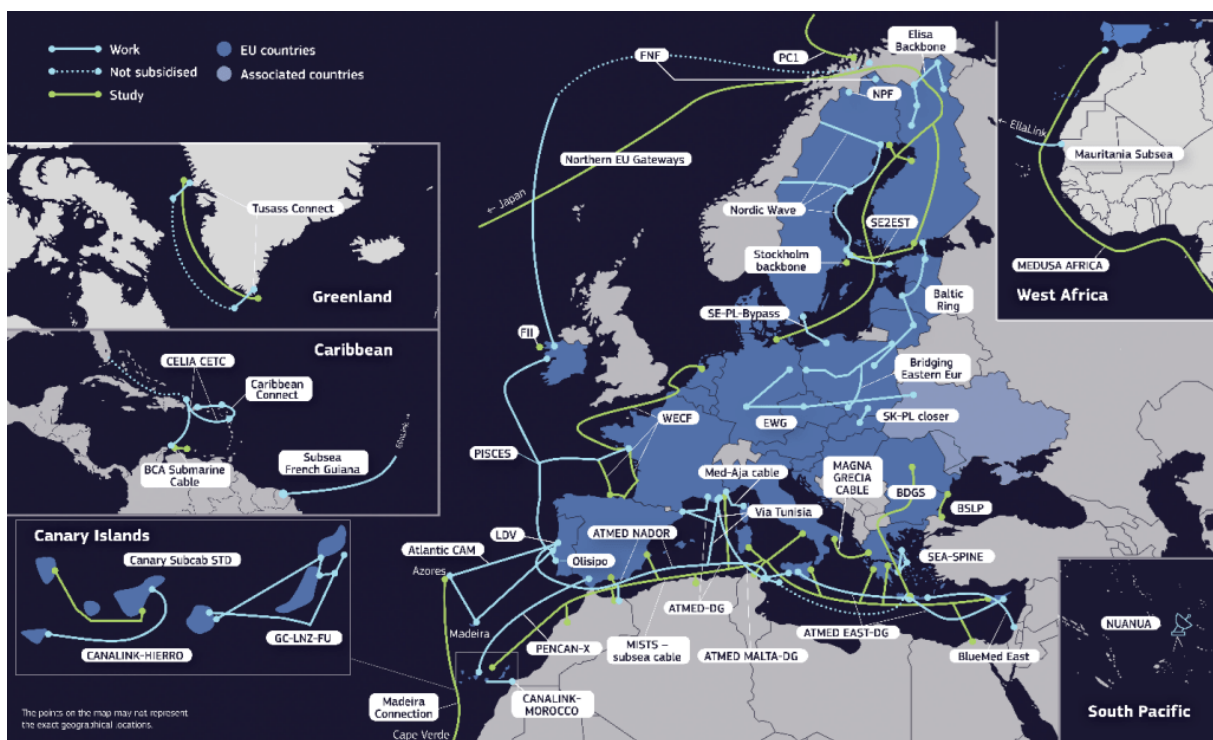 Work
Not subsidised
Study
EU countries
Associated countries
FNF
PC1
Elisa
Backbone
NPF
Northern EU Gateways
← Japan
Nordic Wave
SE2EST
Stockholm
backbone
SE-PL-Bypass
Baltic
Ring
Bridging
Eastern Eur
SK-PL closer
EWG
FII
WECF
PISCES
Med-Aja cable
MAGNA
GRECIA
CABLE
BDGS
BSLP
Via Tunisia
ATMED NADOR
LDV
Olisipo
Atlantic CAM
Azores
Madeira
SEA-SPINE
ATMED-DG
ATMED EAST-DG
PENCAN-X
MISTS –
subsea cable
ATMED MALTA-DG
BlueMed East
CANALINK-
MOROCCO
Madeira
Connection
Cape Verde
Tusass Connect
Greenland
Caribbean
CELIA CETC
Caribbean
Connect
BCA Submarine
Cable
Subsea
French Guiana
EllaLink
Canary Islands
Canary Subcab STD
GC-LNZ-FU
CANALINK-HIERRO
The points on the map may not represent
the exact geographical locations.
← EllaLink
Mauritania Subsea
MEDUSA AFRICA
West Africa
NUANUA
South Pacific